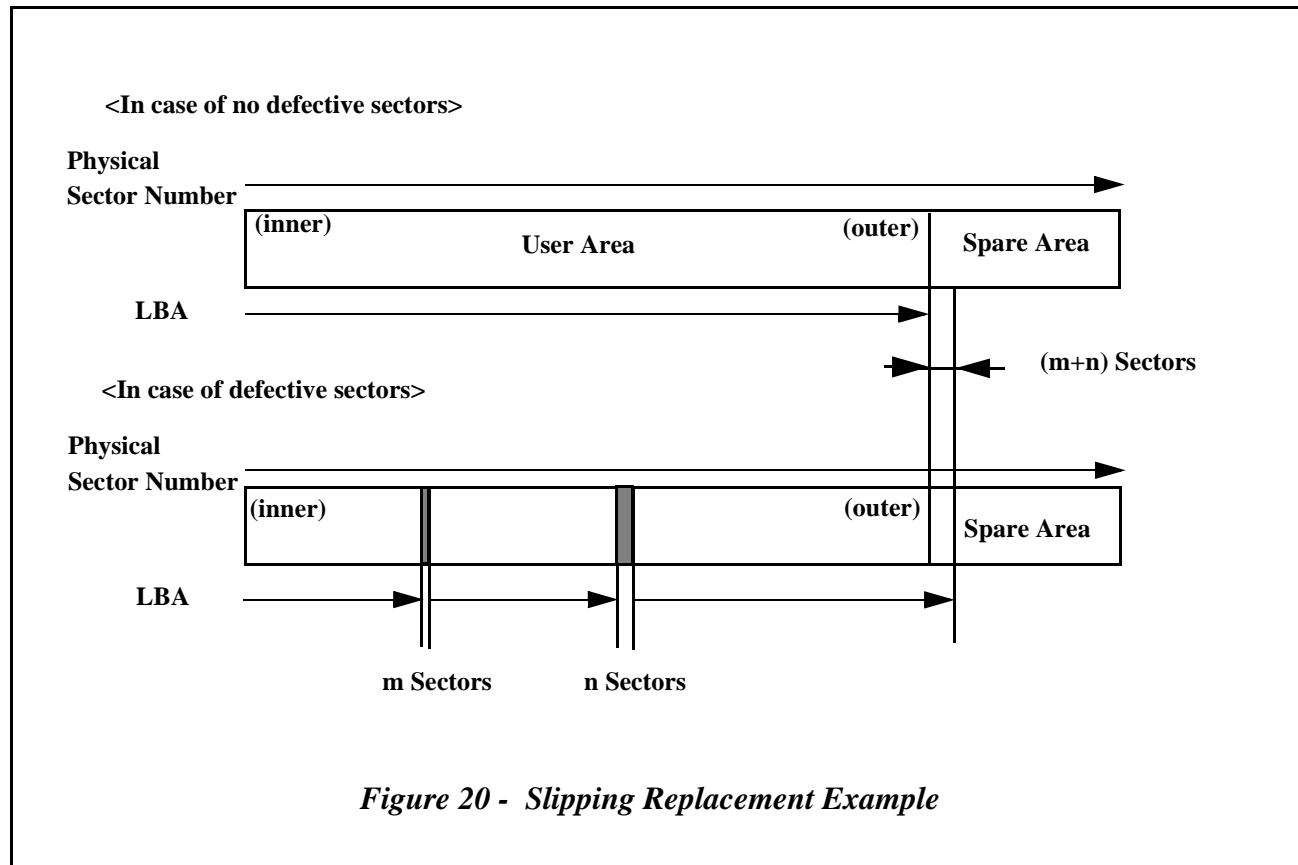 <In case of no defective sectors>
Physical
Sector Number
(inner)
User Area
(outer)
Spare Area
LBA
(m+n) Sectors
<In case of defective sectors>
Physical
Sector Number
(inner)
(outer)
Spare Area
LBA
m Sectors
n Sectors
Figure 20 - Slipping Replacement Example